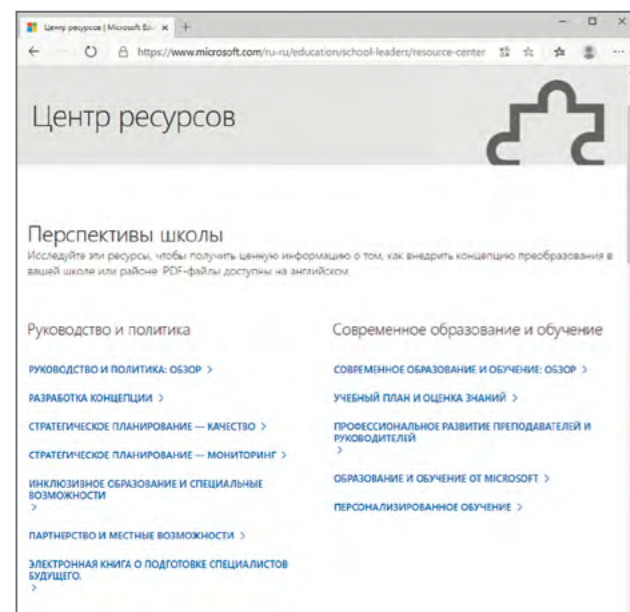 Центр ресурсов | Microsoft Edu
https://www.microsoft.com/ru-ru/education/school-leaders/resource-center
Центр ресурсов
Перспективы школы
Исследуйте эти ресурсы, чтобы получить ценную информацию о том, как внедрить концепцию преобразования в
вашей школе или районе. PDF-файлы доступны на английском.
Руководство и политика
РУКОВОДСТВО И ПОЛИТИКА: ОБЗОР >
РАЗРАБОТКА КОНЦЕПЦИИ >
СТРАТЕГИЧЕСКОЕ ПЛАНИРОВАНИЕ — КАЧЕСТВО >
СТРАТЕГИЧЕСКОЕ ПЛАНИРОВАНИЕ — МОНИТОРИНГ >
ИНКЛЮЗИВНОЕ ОБРАЗОВАНИЕ И СПЕЦИАЛЬНЫЕ
ВОЗМОЖНОСТИ
>
ПАРТНЕРСТВО И МЕСТНЫЕ ВОЗМОЖНОСТИ >
ЭЛЕКТРОННАЯ КНИГА О ПОДГОТОВКЕ СПЕЦИАЛИСТОВ
БУДУЩЕГО.
>
Современное образование и обучение
СОВРЕМЕННОЕ ОБРАЗОВАНИЕ И ОБУЧЕНИЕ: ОБЗОР >
УЧЕБНЫЙ ПЛАН И ОЦЕНКА ЗНАНИЙ >
ПРОФЕССИОНАЛЬНОЕ РАЗВИТИЕ ПРЕПОДАВАТЕЛЕЙ И
РУКОВОДИТЕЛЕЙ
>
ОБРАЗОВАНИЕ И ОБУЧЕНИЕ ОТ MICROSOFT >
ПЕРСОНАЛИЗИРОВАННОЕ ОБУЧЕНИЕ >